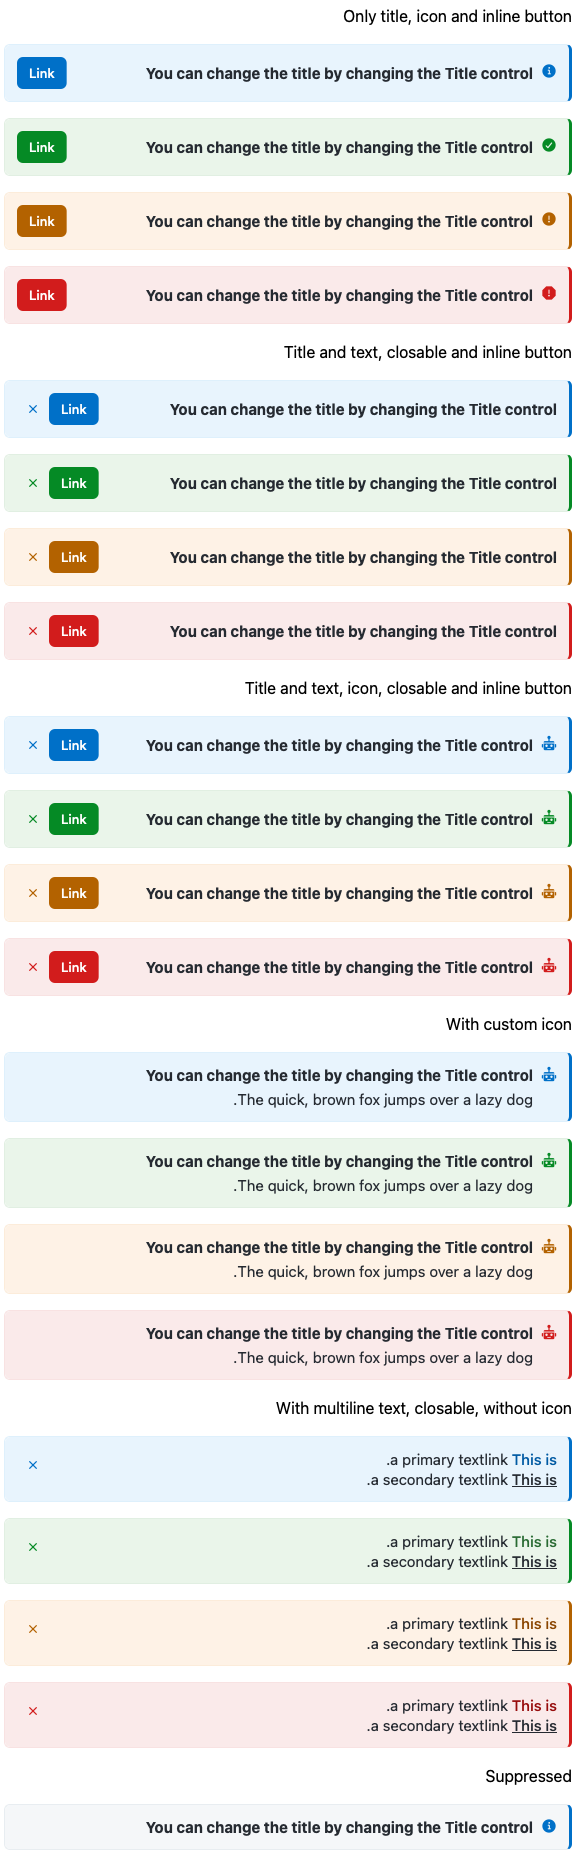 Only title, icon and inline button
You can change the title by changing the Title control
Link
You can change the title by changing the Title control
Link
You can change the title by changing the Title control
Link
You can change the title by changing the Title control
Link
Title and text, closable and inline button
You can change the title by changing the Title control
Link
You can change the title by changing the Title control
Link
You can change the title by changing the Title control
Link
You can change the title by changing the Title control
Link
Title and text, icon, closable and inline button
You can change the title by changing the Title control
Link
You can change the title by changing the Title control
Link
You can change the title by changing the Title control
Link
You can change the title by changing the Title control
Link
With custom icon
You can change the title by changing the Title control
.The quick, brown fox jumps over a lazy dog
You can change the title by changing the Title control
.The quick, brown fox jumps over a lazy dog
You can change the title by changing the Title control
.The quick, brown fox jumps over a lazy dog
You can change the title by changing the Title control
.The quick, brown fox jumps over a lazy dog
With multiline text, closable, without icon
.a primary textlink This is
.a secondary textlink This is
.a primary textlink This is
.a secondary textlink This is
.a primary textlink This is
.a secondary textlink This is
.a primary textlink This is
.a secondary textlink This is
Suppressed
You can change the title by changing the Title control